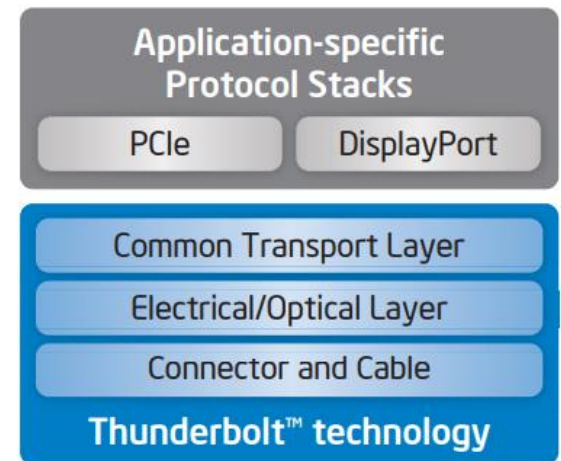 Application-specific
Protocol Stacks
PCIe
DisplayPort
Common Transport Layer
Electrical/Optical Layer
Connector and Cable
Thunderbolt™ technology